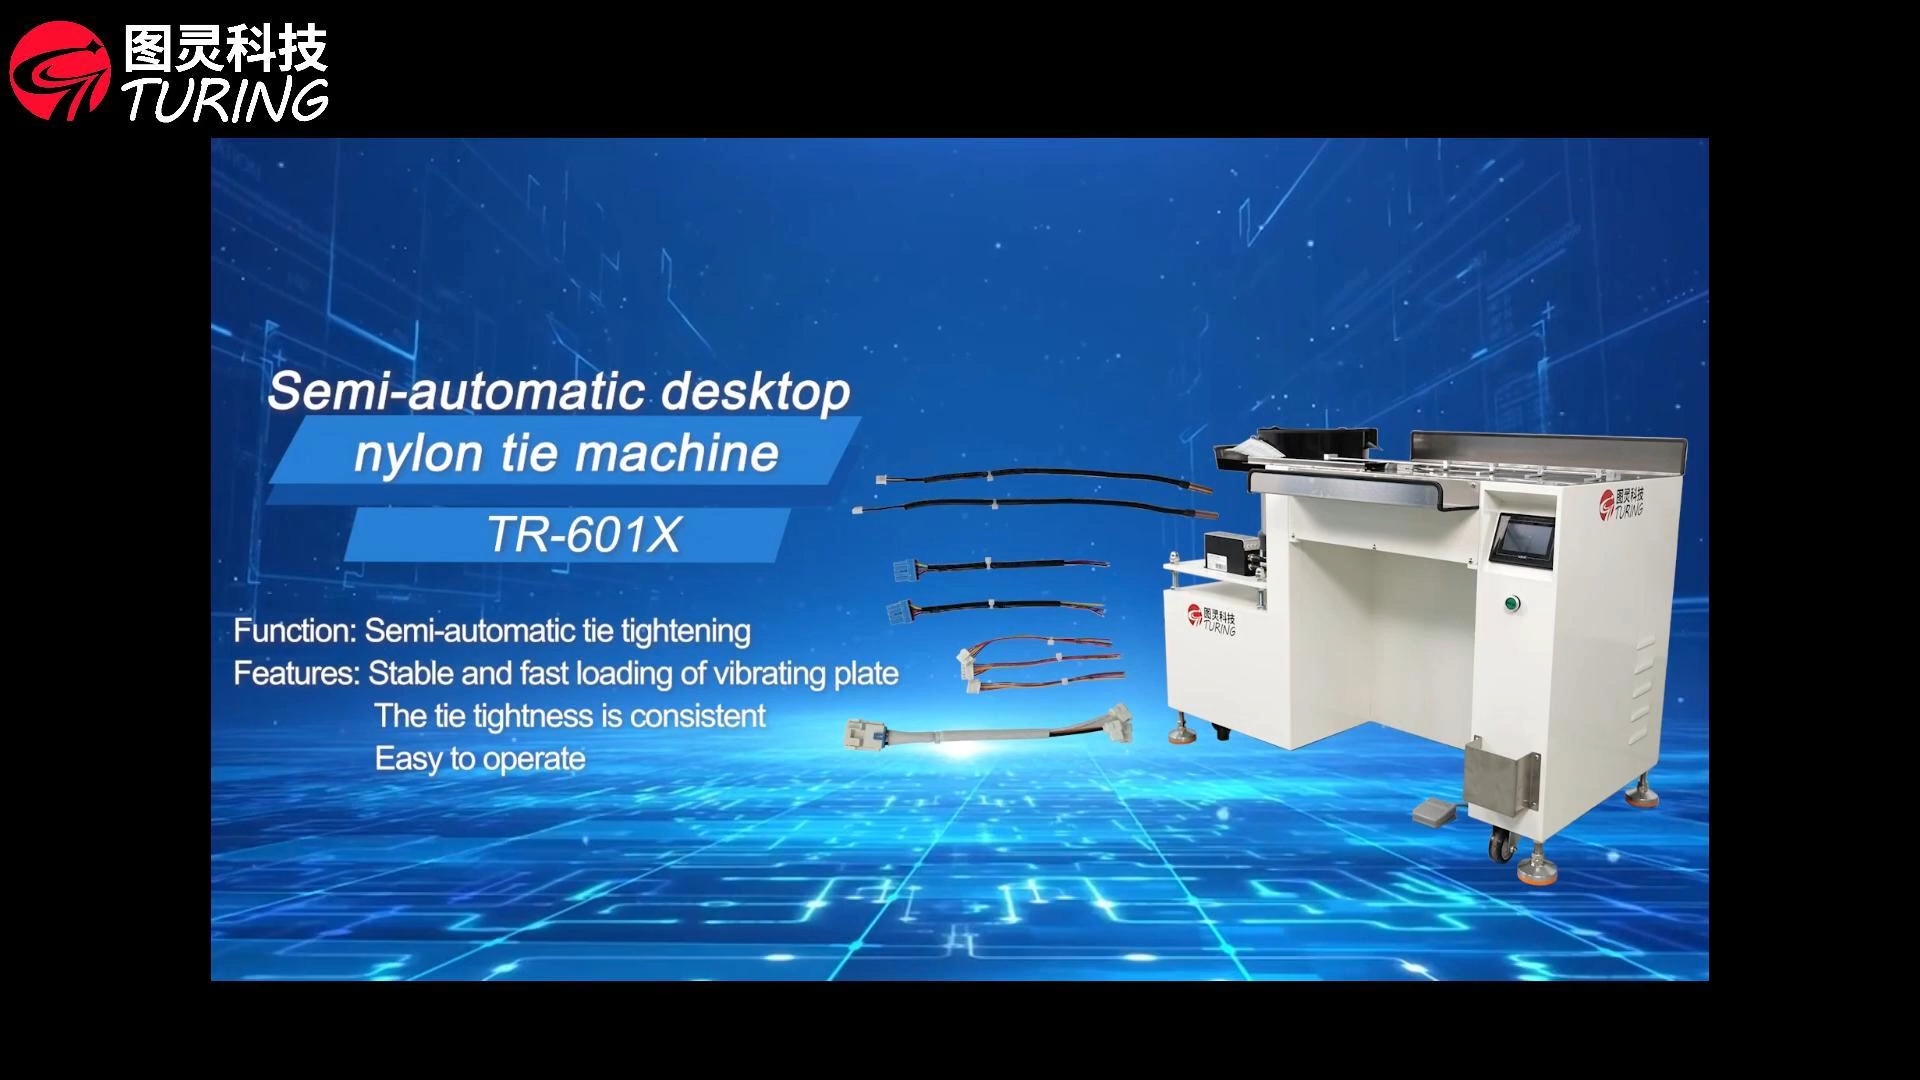 图灵科技
TURING
Semi-automatic desktop
nylon tie machine
TR-601X
Function: Semi-automatic tie tightening
Features: Stable and fast loading of vibrating plate
The tie tightness is consistent
Easy to operate
图灵科技
TURING
图灵科技
TURING